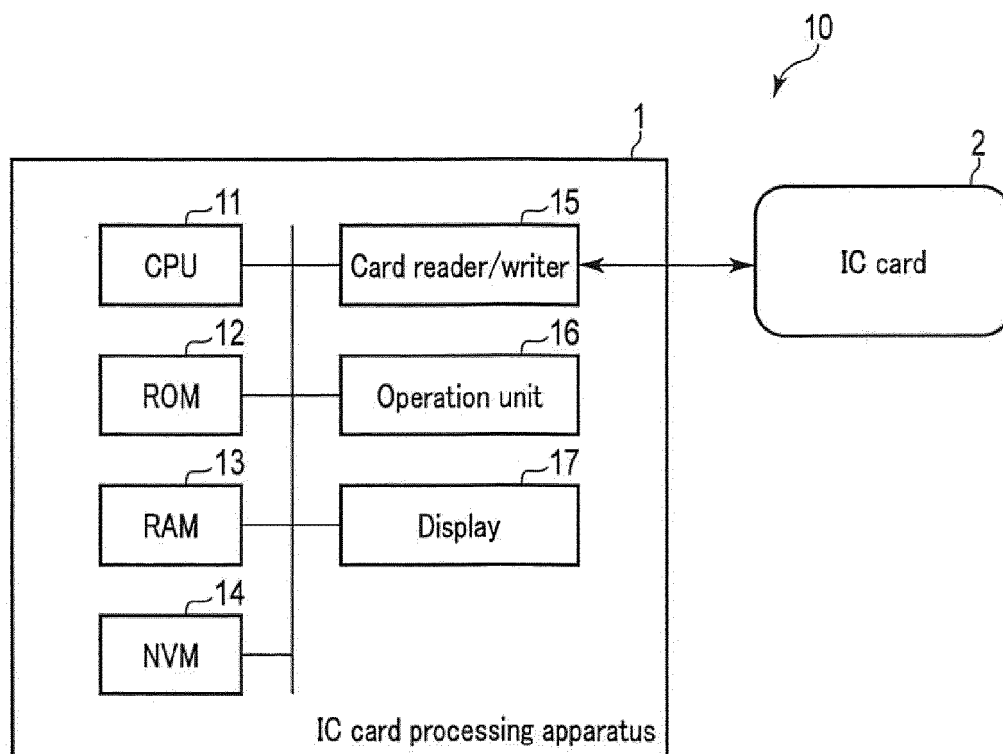 10
1
2
11
15
CPU
Card reader/writer
IC card
12
16
ROM
Operation unit
13
17
RAM
Display
14
NVM
IC card processing apparatus